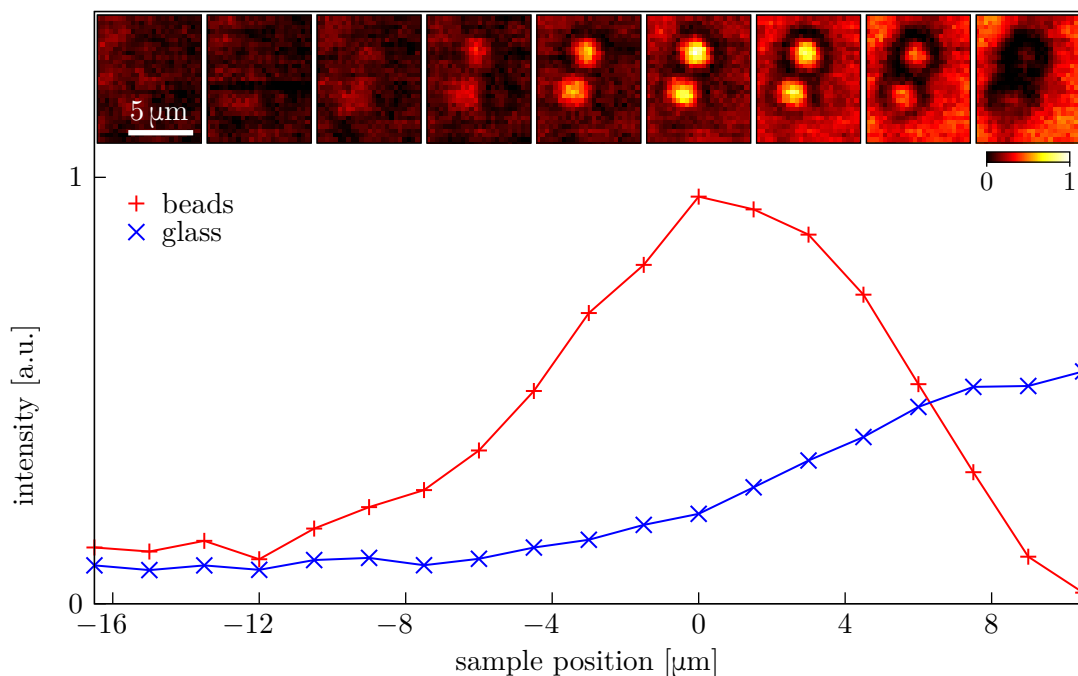 5 µm
0 1
1
beads
glass
intensity [a.u.]
0
−16 −12 −8 −4 0 4 8
sample position [µm]